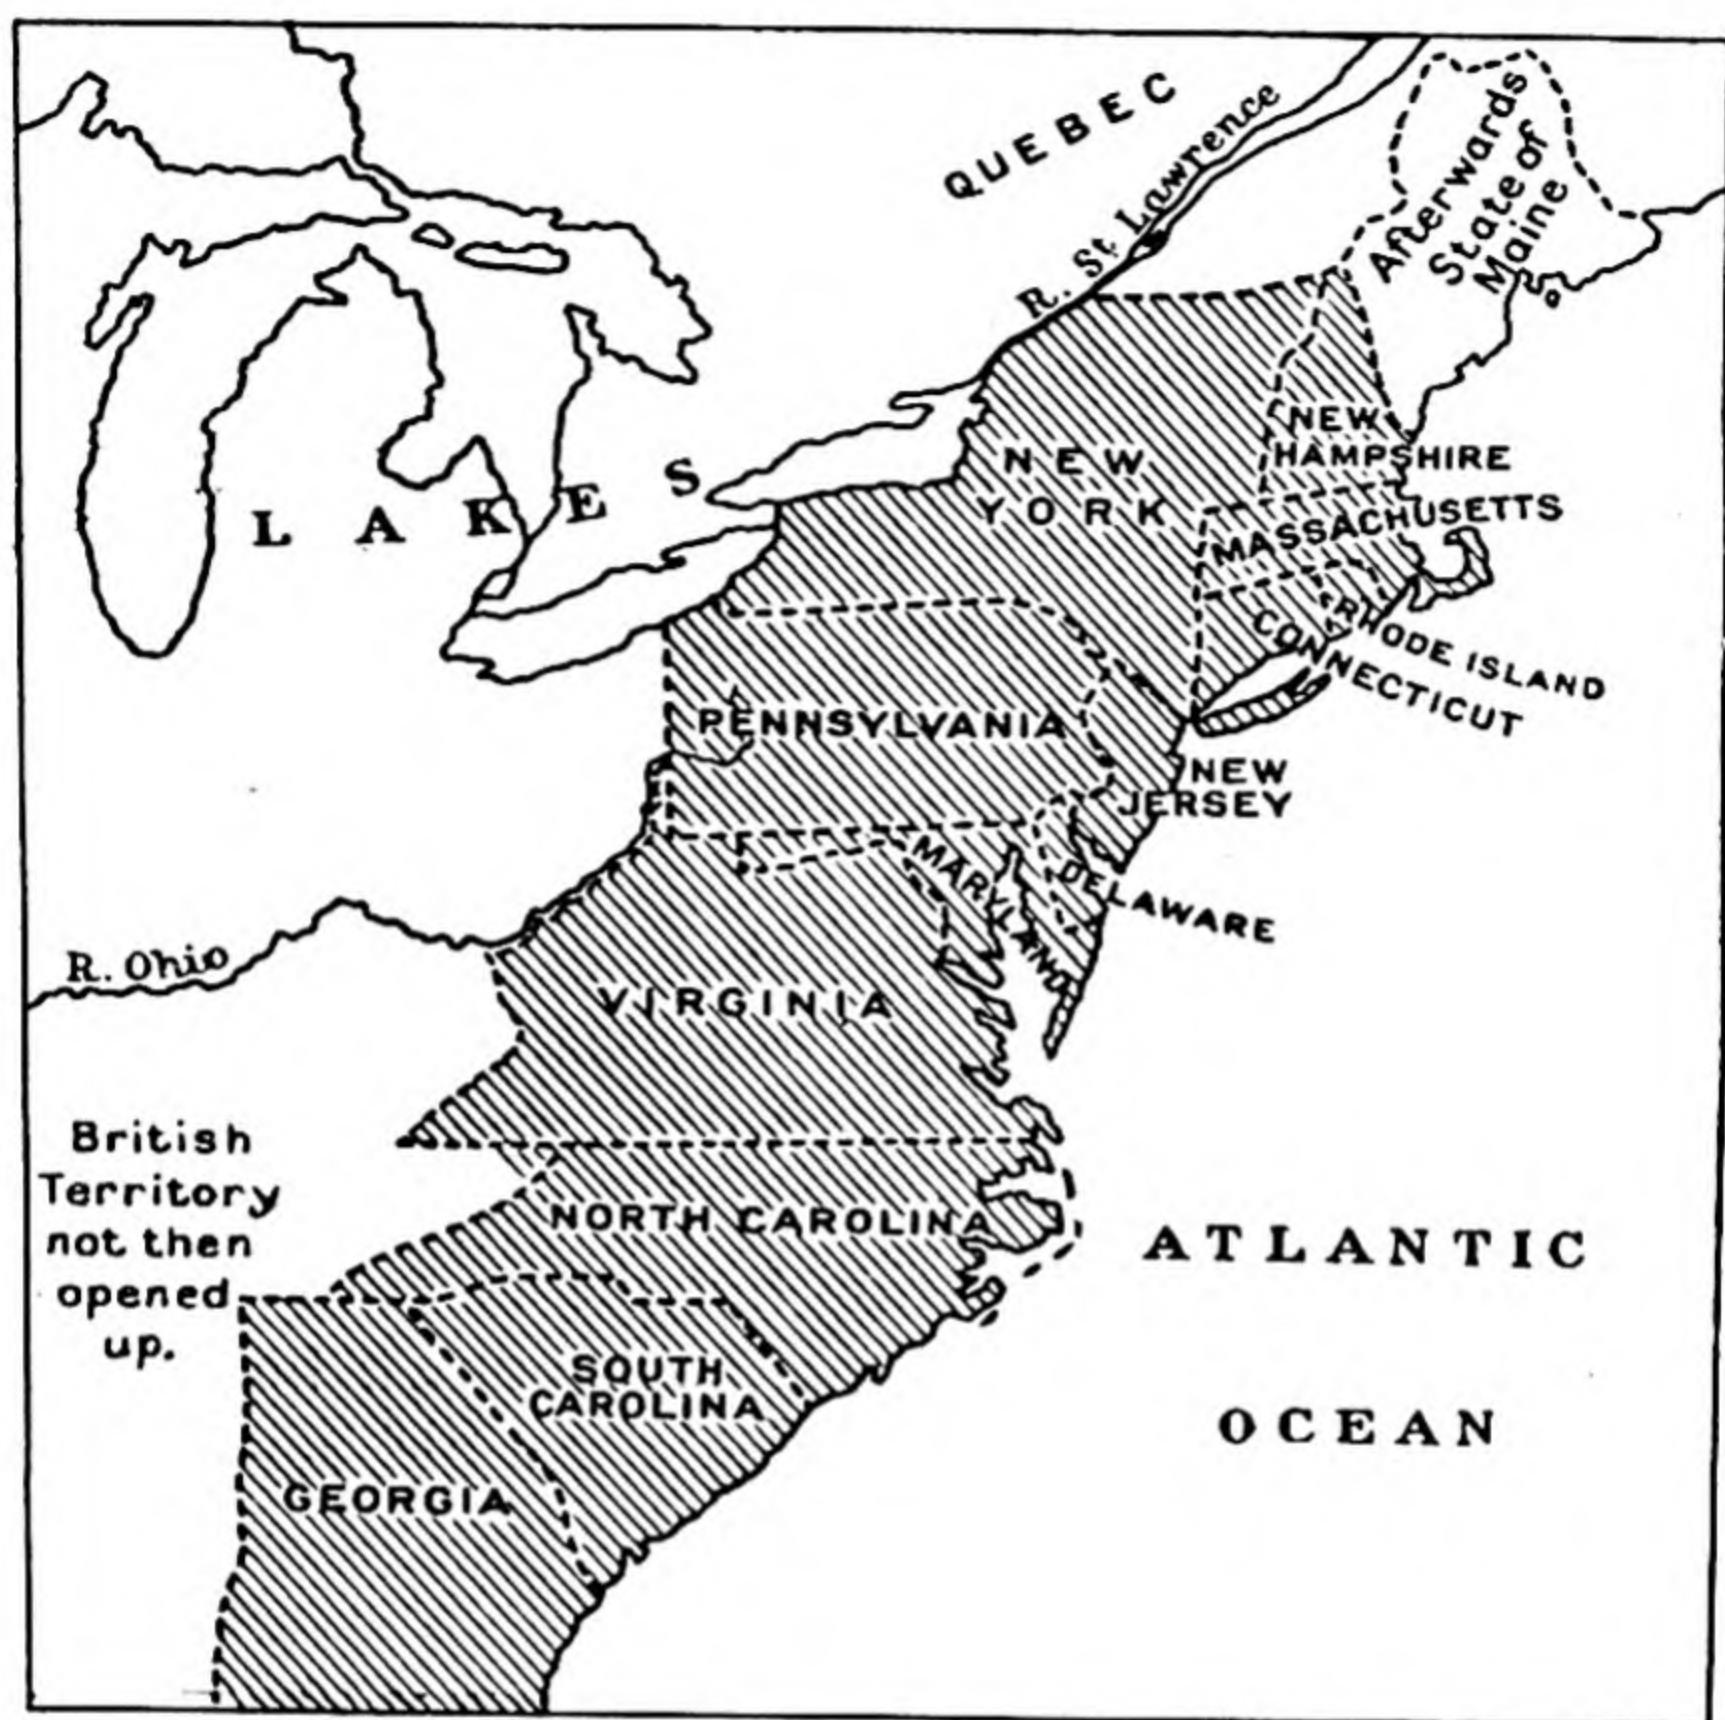 QUEBEC
R. St. Lawrence
Afterwards
State of
Maine
LAKES
NEW
YORK
NEW
HAMPSHIRE
MASSACHUSETTS
RHODE ISLAND
CONNECTICUT
PENNSYLVANIA
NEW
JERSEY
MARYLAND
DELAWARE
R. Ohio
VIRGINIA
British
Territory
not then
opened
up.
NORTH CAROLINA
ATLANTIC
OCEAN
SOUTH
CAROLINA
GEORGIA